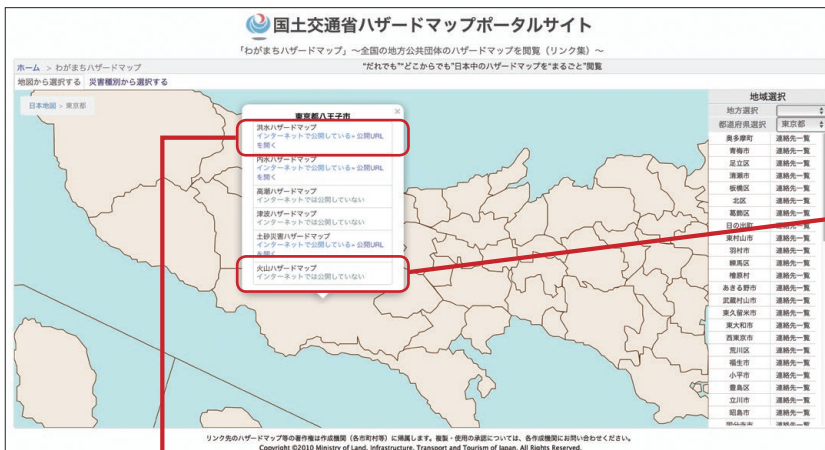 国土交通省ハザードマップポータルサイト
「わがまちハザードマップ」～全国の地方公共団体のハザードマップを閲覧（リンク集）～
ホーム > わがまちハザードマップ
"だれでも"“どこからでも”日本中のハザードマップを"まるごと"閲覧
地図から選択する 災害種別から選択する
日本地図 » 東京都
東京都八王子市
×
洪水ハザードマップ
インターネットで公開している» 公開URL
を開く
内水ハザードマップ
インターネットで公開している» 公開URL
を開く
高潮ハザードマップ
インターネットでは公開していない
津波ハザードマップ
インターネットでは公開していない
土砂災害ハザードマップ
インターネットで公開している» 公開URL
を開く
火山ハザードマップ
インターネットでは公開していない
地域選択
地方選択
都道府県選択 東京都
奥多摩町 連絡先一覧
青梅市 連絡先一覧
足立区 連絡先一覧
清瀬市 連絡先一覧
板橋区 連絡先一覧
北区 連絡先一覧
葛飾区 連絡先一覧
日の出町 連絡先一覧
東村山市 連絡先一覧
羽村市 連絡先一覧
練馬区 連絡先一覧
檜原村 連絡先一覧
あきる野市 連絡先一覧
武蔵村山市 連絡先一覧
東久留米市 連絡先一覧
東大和市 連絡先一覧
西東京市 連絡先一覧
荒川区 連絡先一覧
福生市 連絡先一覧
小平市 連絡先一覧
豊島区 連絡先一覧
立川市 連絡先一覧
昭島市 連絡先一覧
国分寺市 連絡先一覧
リンク先のハザードマップ等の著作権は作成機関（各市町村等）に帰属します。複製・使用の承認については、各作成機関にお問い合わせください。
Copyright ©2010 Ministry of Land, Infrastructure, Transport and Tourism of Japan. All Rights Reserved.